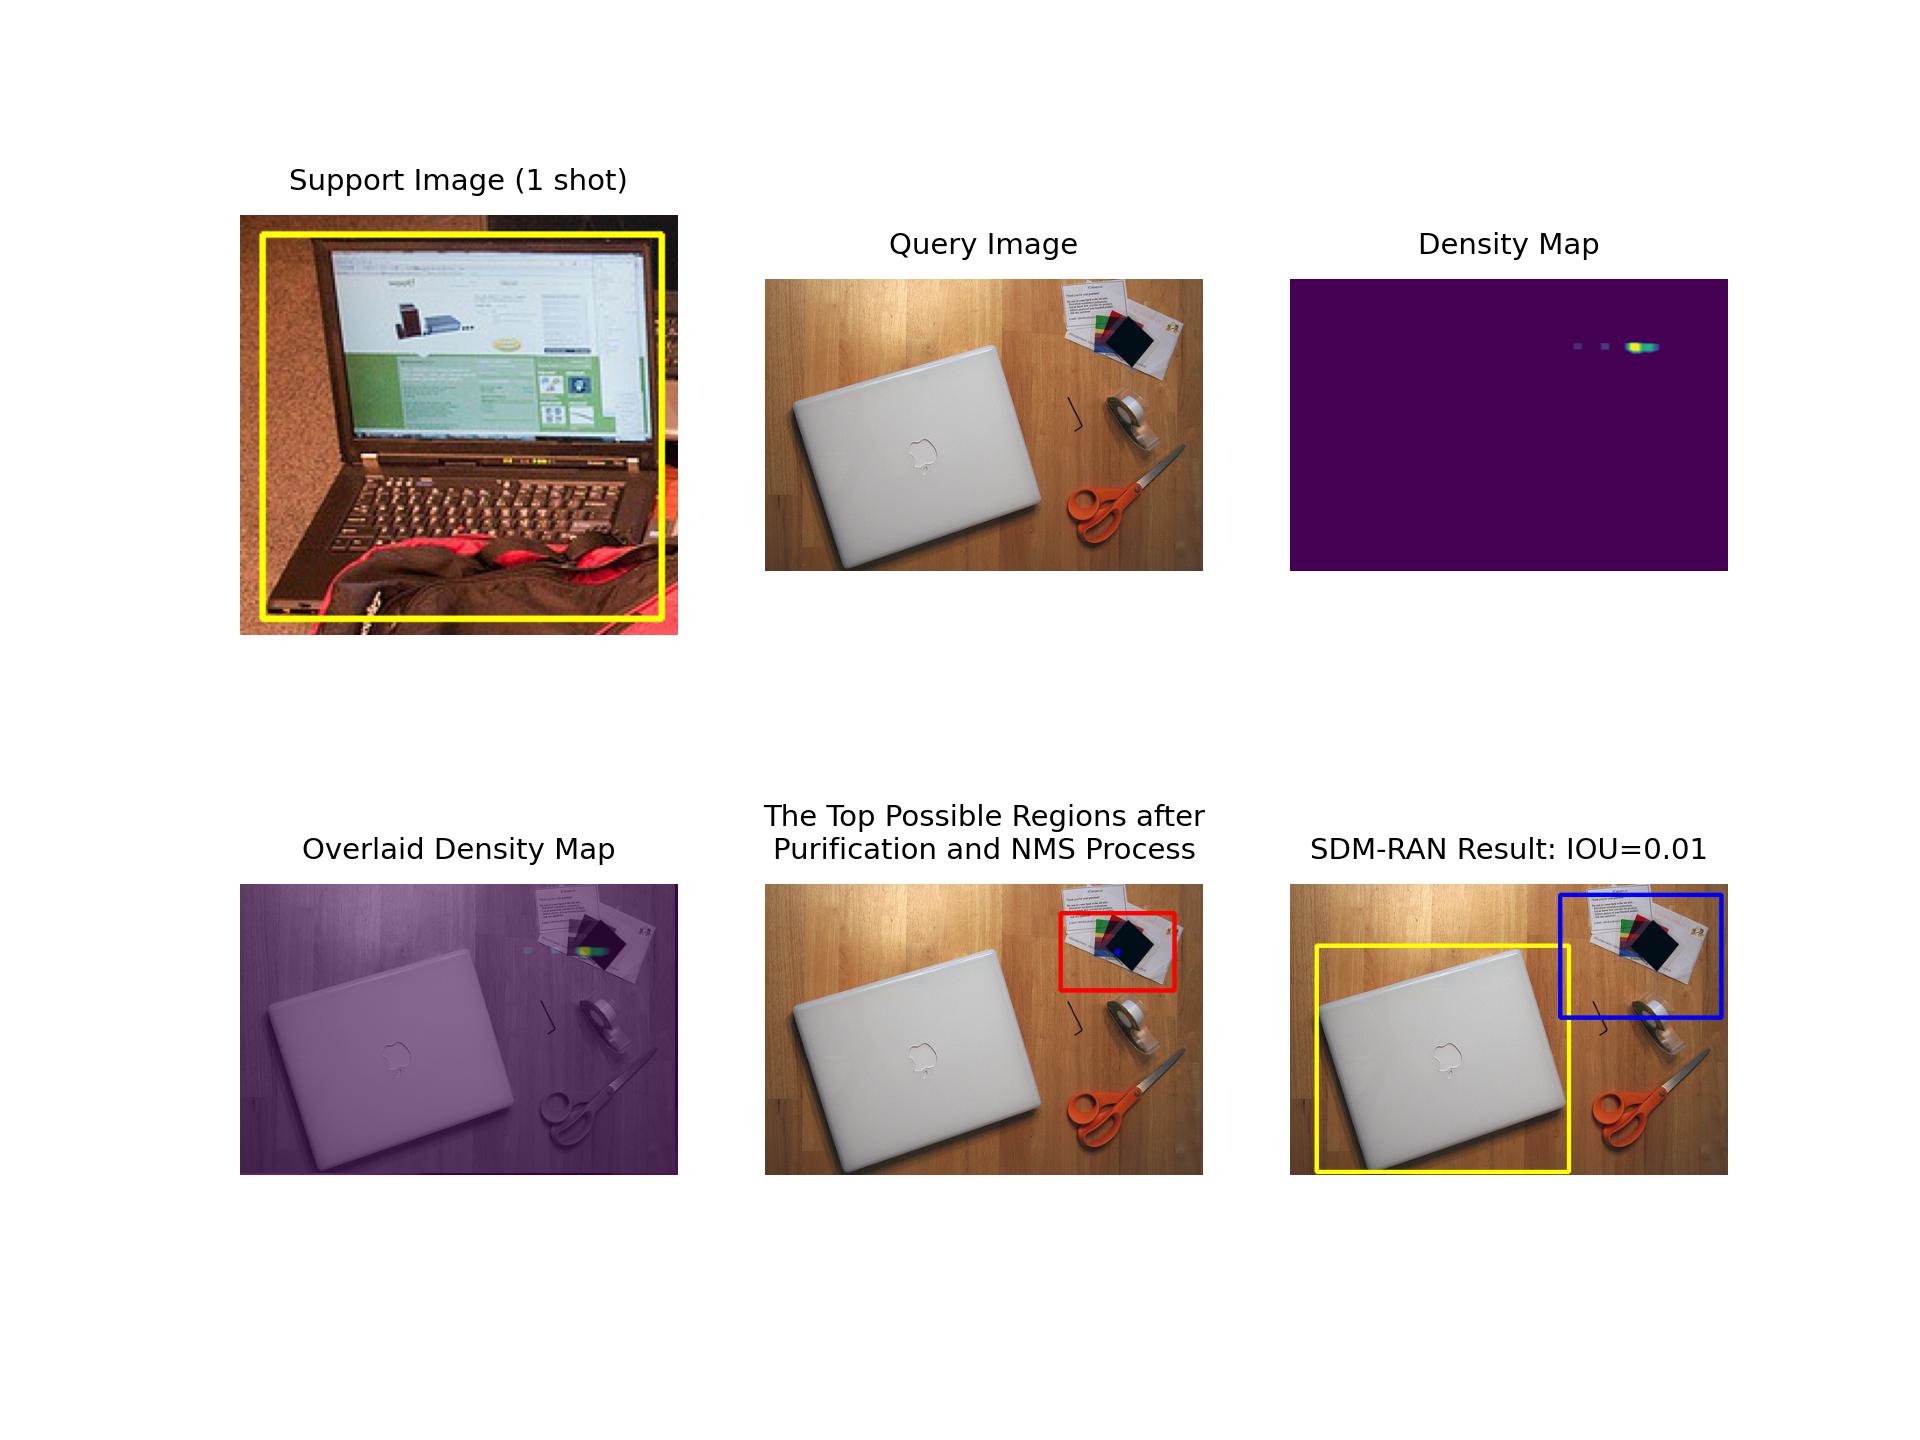 Support Image (1 shot)
Query Image
Density Map
Overlaid Density Map
The Top Possible Regions after
Purification and NMS Process
SDM-RAN Result: IOU=0.01